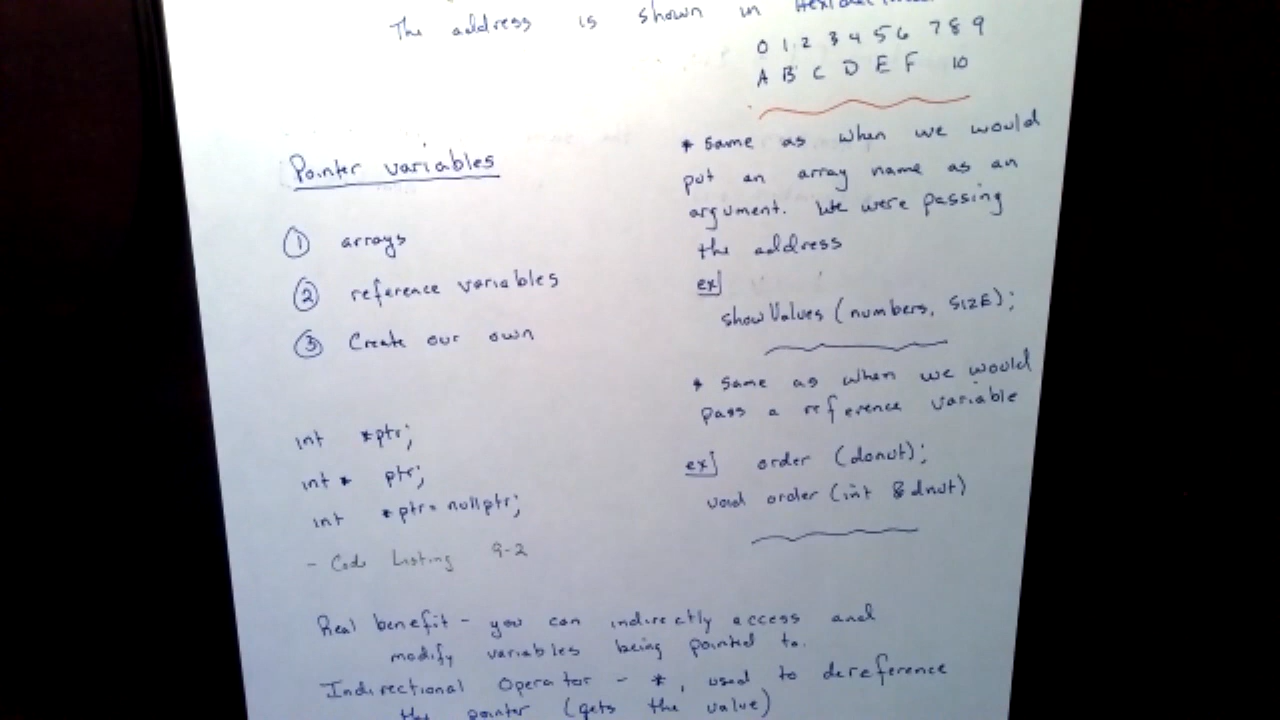 The address is shown in
0 1 2 3 4 5 6 7 8 9
A B C D E F 10
Pointer variables
① arrays
② reference variables
③ Create our own
int *ptr;
int* ptr;
int *ptr= nullptr;
- Code Listing 9-2
* Same as when we would
put an array name as an
argument. We were passing
the address
ex]
showValues (numbers, SIZE);
* Same as when we would
pass a reference variable
ex] order (donut);
void order (int &dnut)
Real benefit - you can indirectly access and
modify variables being pointed to.
Indirectional Operator - *, used to dereference
the pointer (gets the value)